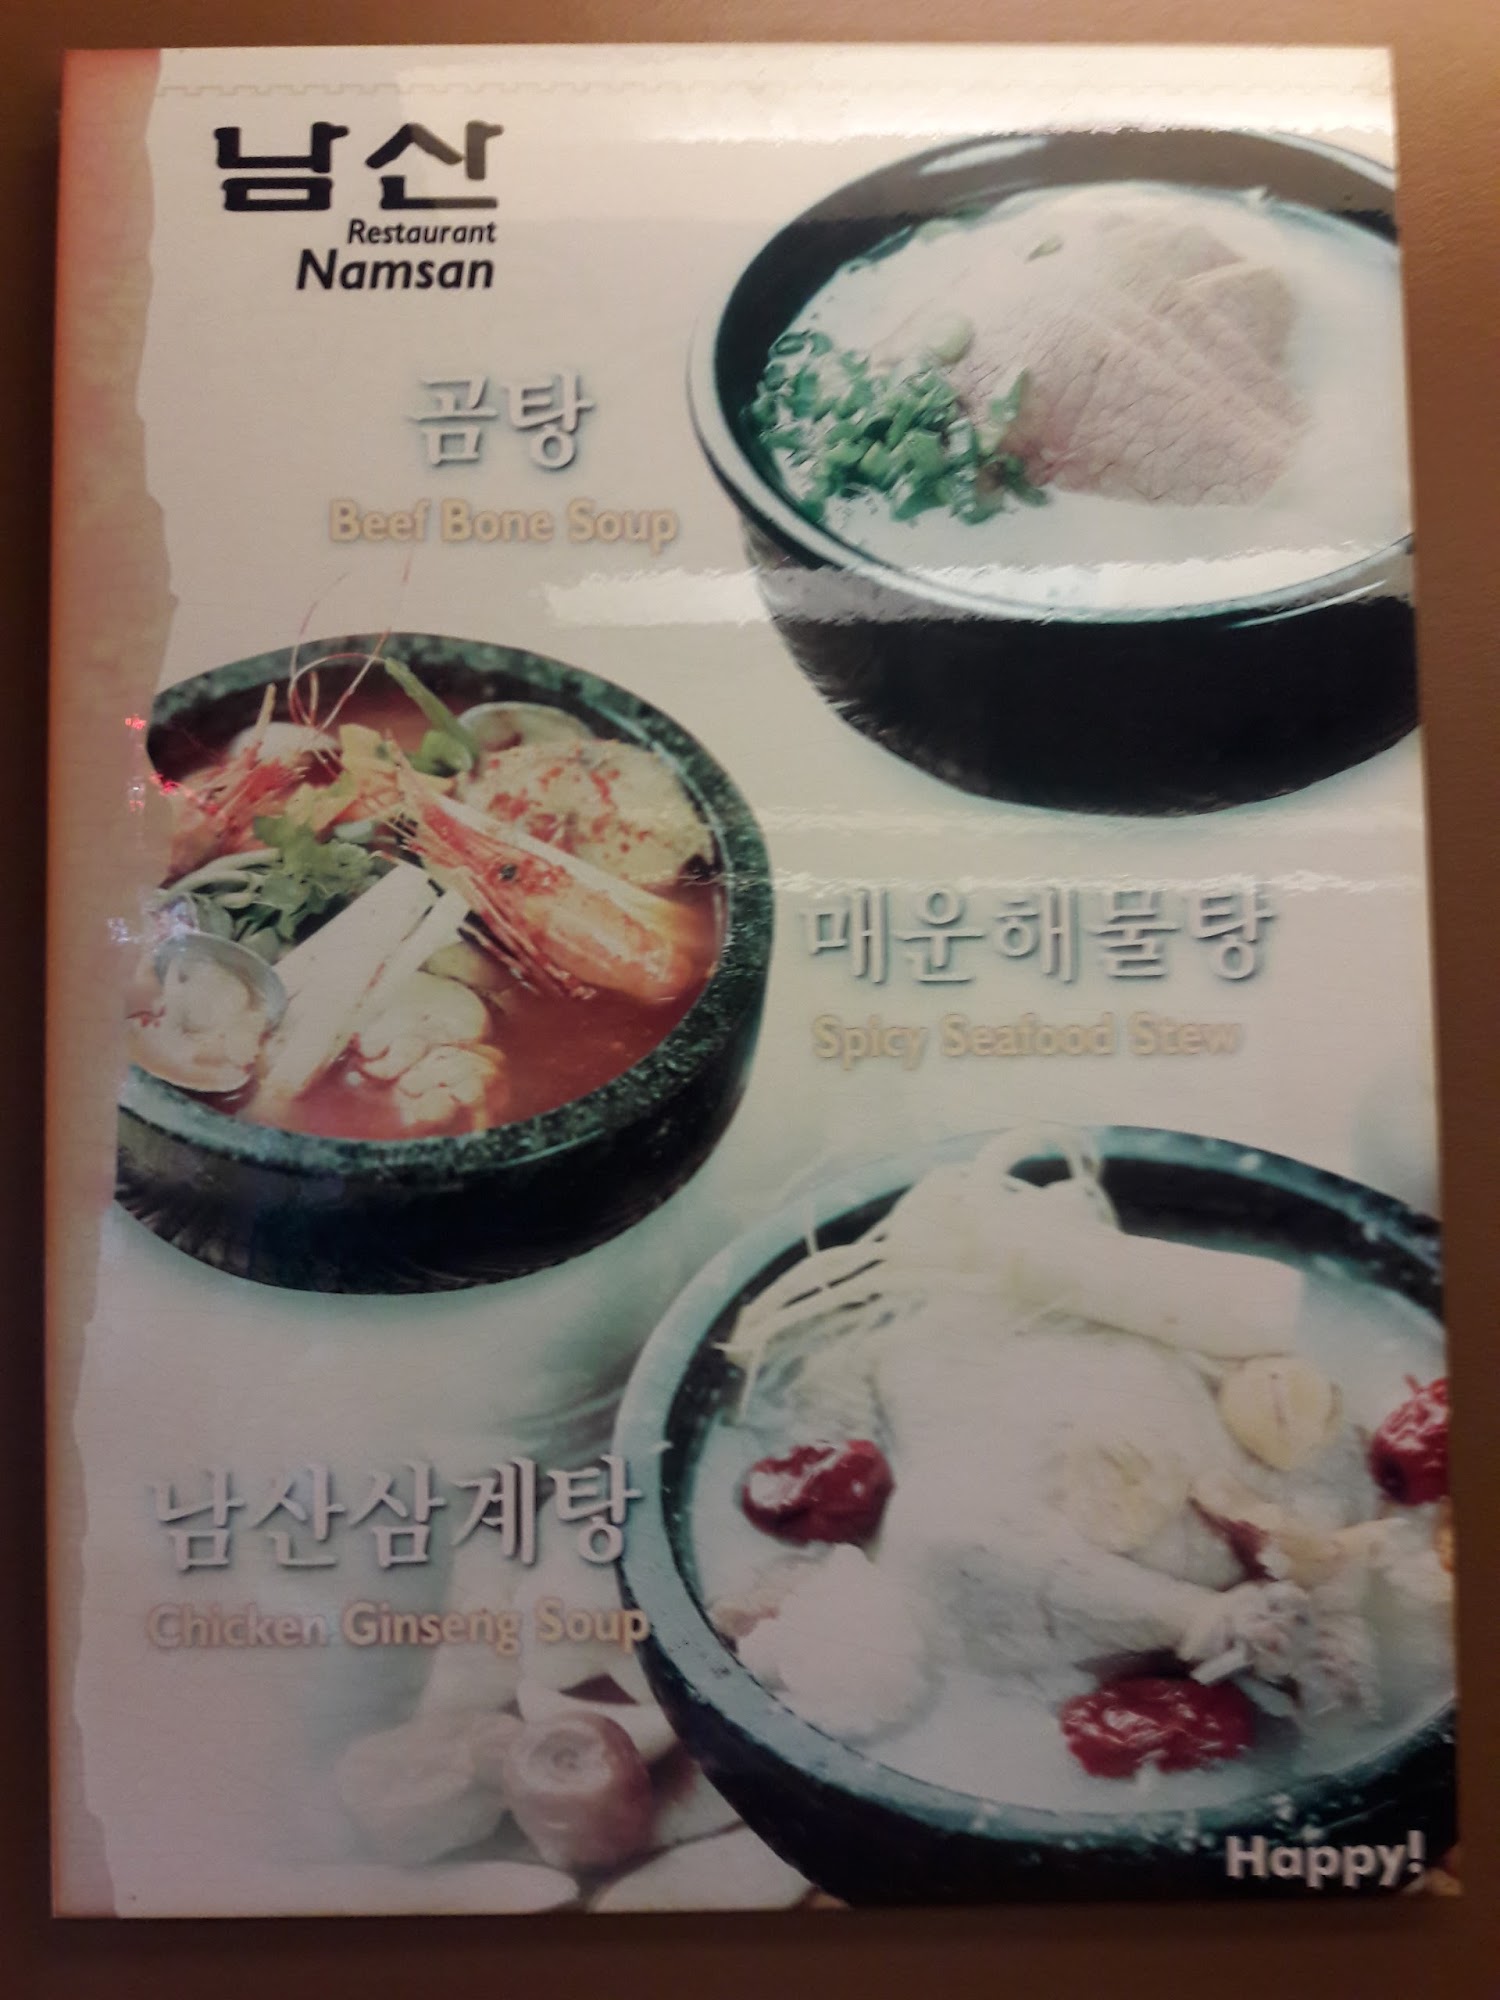 남산
Restaurant
Namsan
곰탕
Beef Bone Soup
매운해물탕
Spicy Seafood Stew
남산삼계탕
Chicken Ginseng Soup
Happy!